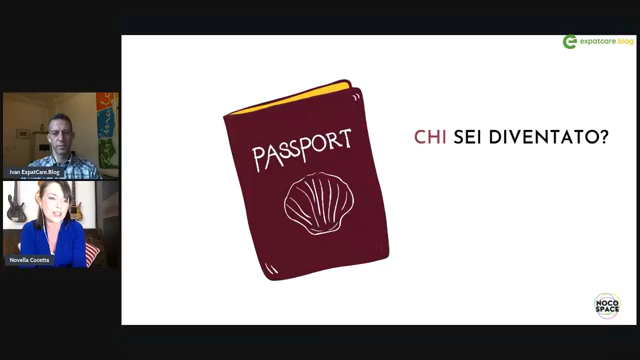 expatcare.blog
PASSPORT
CHI SEI DIVENTATO?
Ivan ExpatCare.Blog
Novella Cocetta
NOCO
SPACE